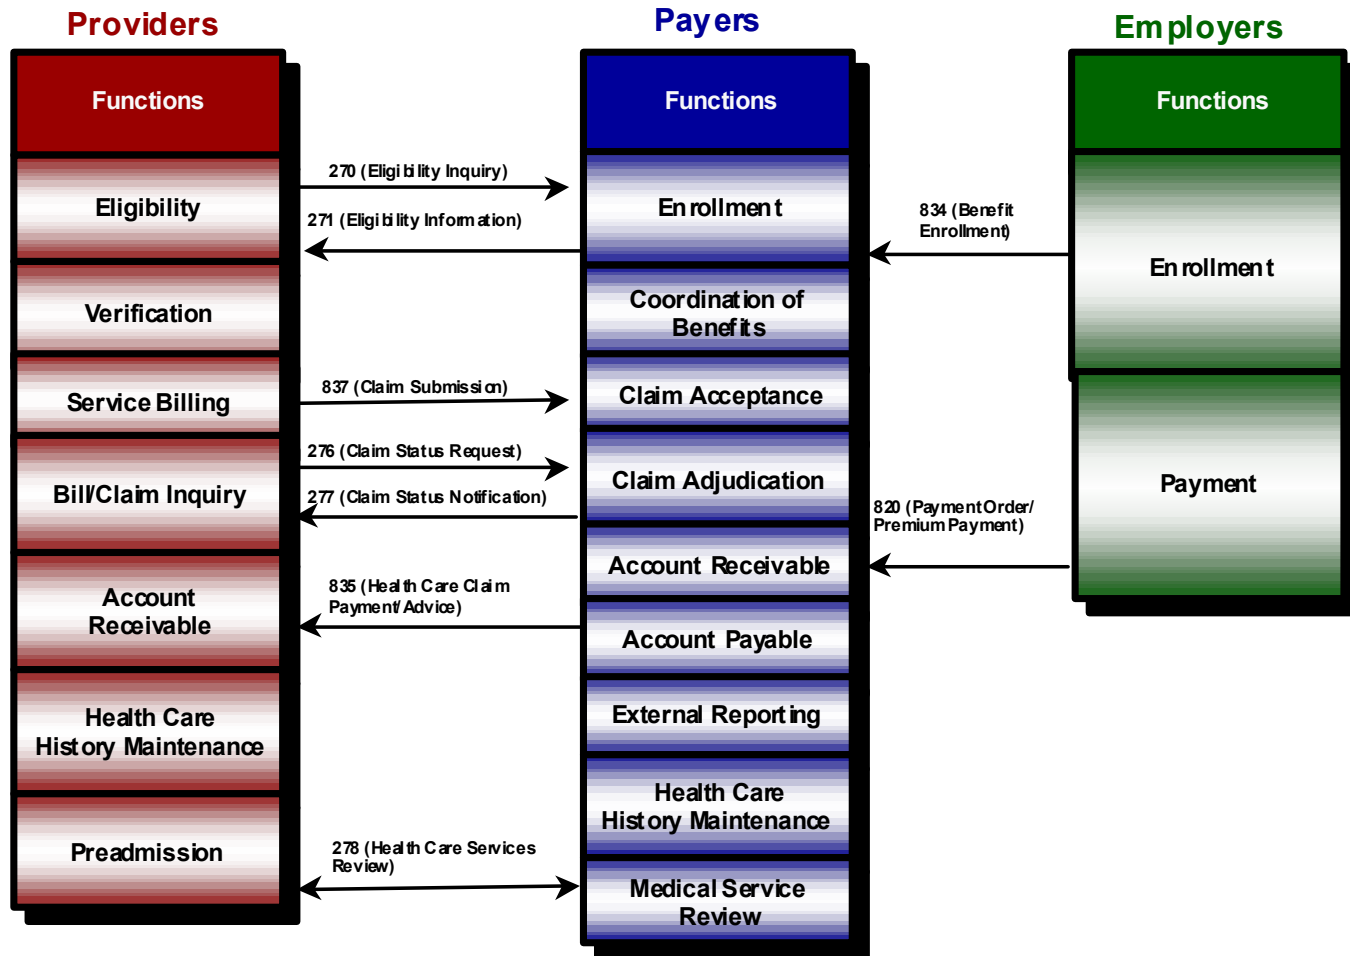 Providers
Payers
Employers
Functions
Functions
Functions
Eligibility
270 (Eligibility Inquiry)
271 (Eligibility Information)
Enrollment
834 (Benefit
Enrollment)
Enrollment
Verification
Coordination of
Benefits
Service Billing
837 (Claim Submission)
Claim Acceptance
Bill/Claim Inquiry
276 (Claim Status Request)
277 (Claim Status Notification)
Claim Adjudication
820 (Payment Order/
Premium Payment)
Payment
Account
Receivable
835 (Health Care Claim
Payment/Advice)
Account Receivable
Account Payable
External Reporting
Health Care
History Maintenance
Health Care
History Maintenance
Preadmission
278 (Health Care Services
Review)
Medical Service
Review